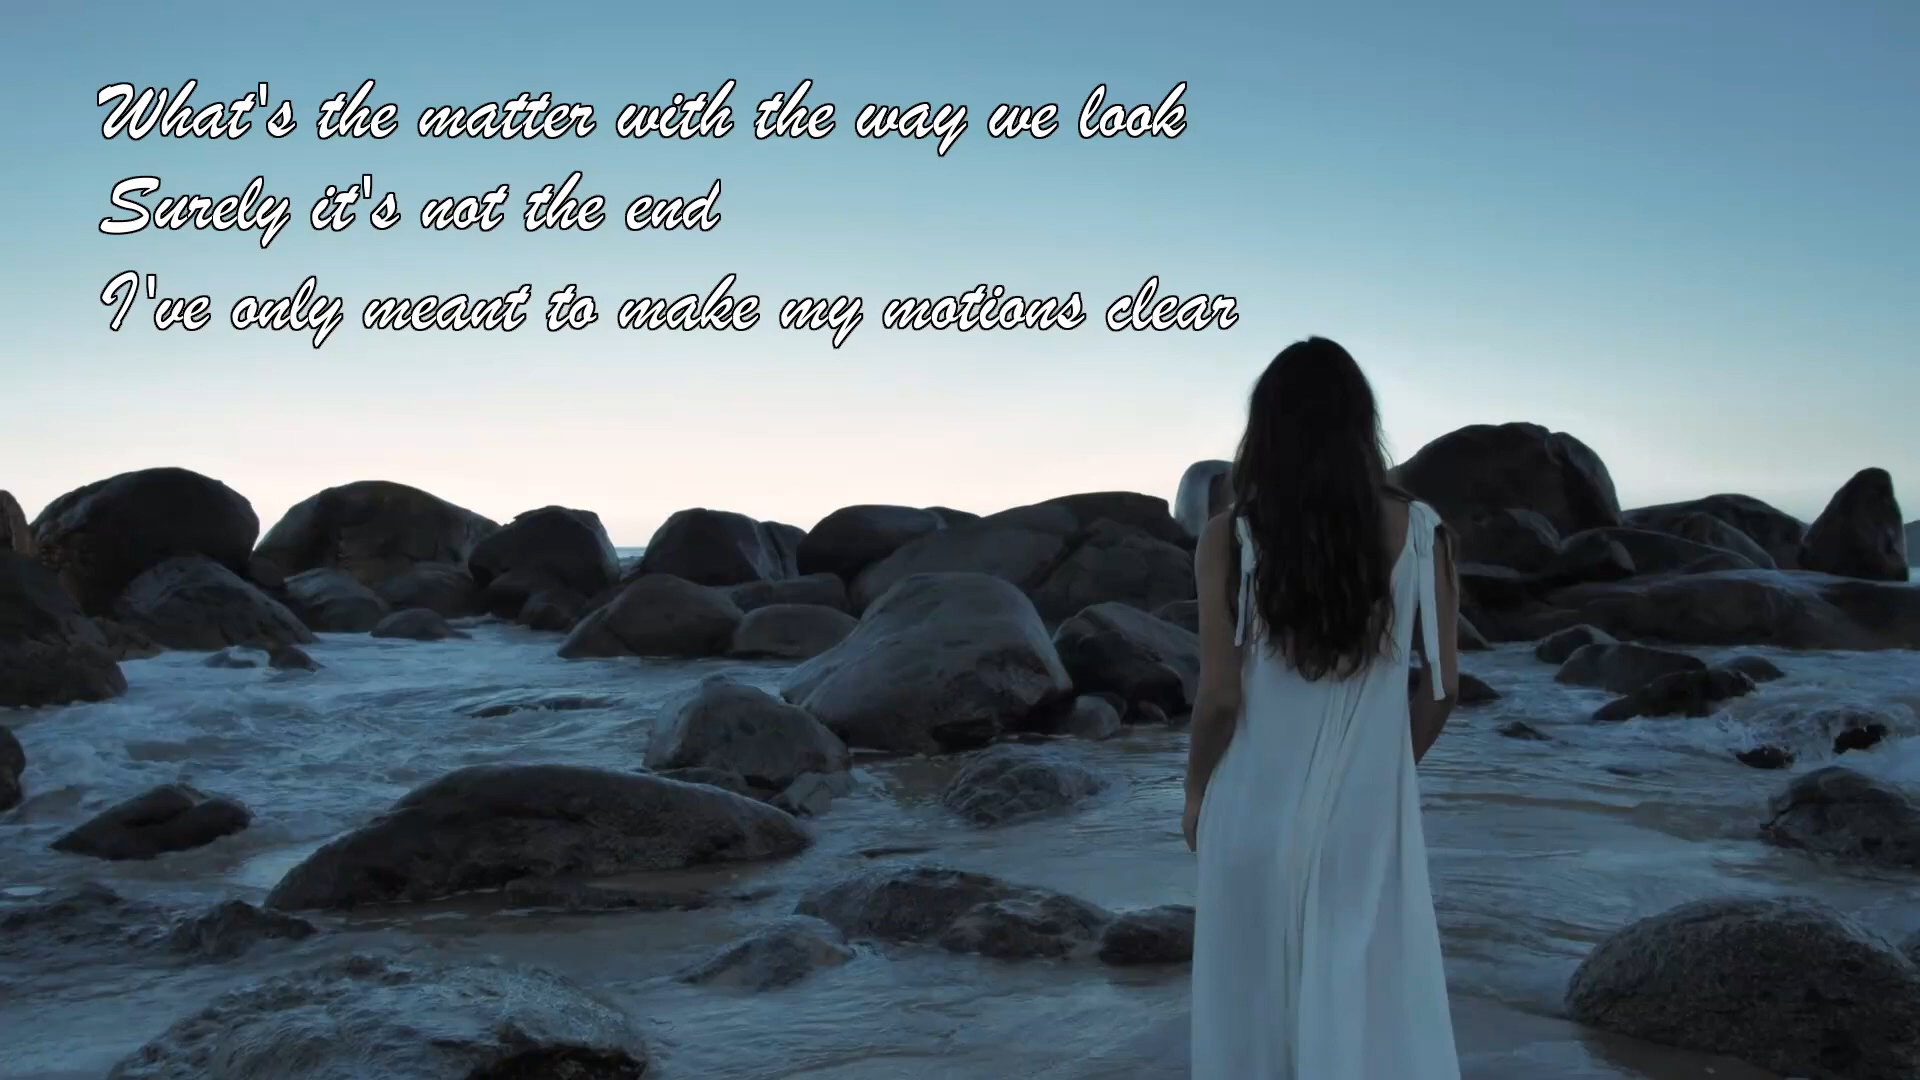 What's the matter with the way we look
Surely it's not the end
I've only meant to make my motions clear